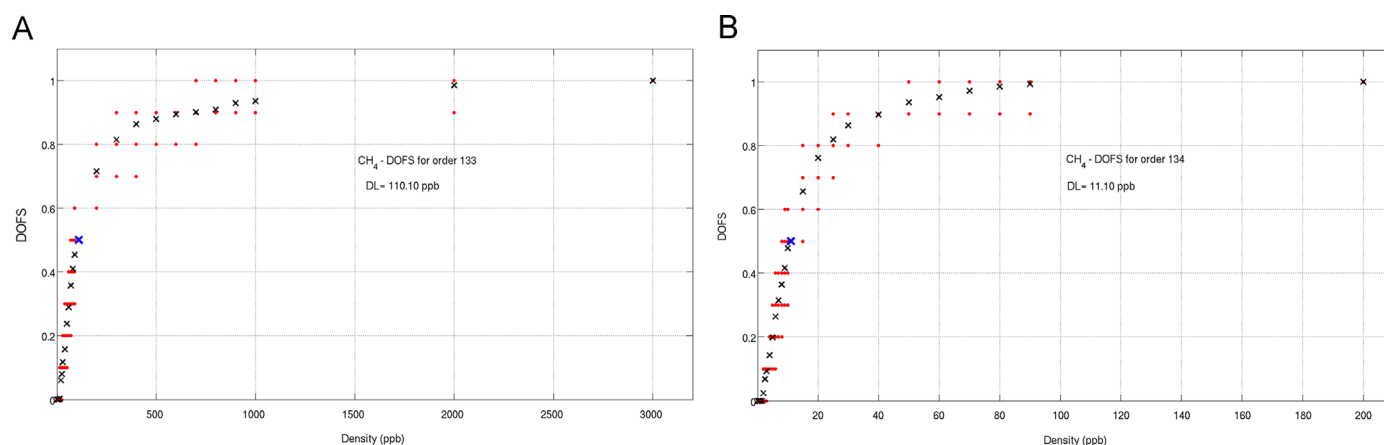 A
B
1
0.8
0.6
0.4
0.2
0
DOFS
CH4 - DOFS for order 133
DL= 110.10 ppb
500
1000
1500
2000
2500
3000
Density (ppb)
1
0.8
0.6
0.4
0.2
0
DOFS
CH4 - DOFS for order 134
DL= 11.10 ppb
20
40
60
80
100
120
140
160
180
200
Density (ppb)